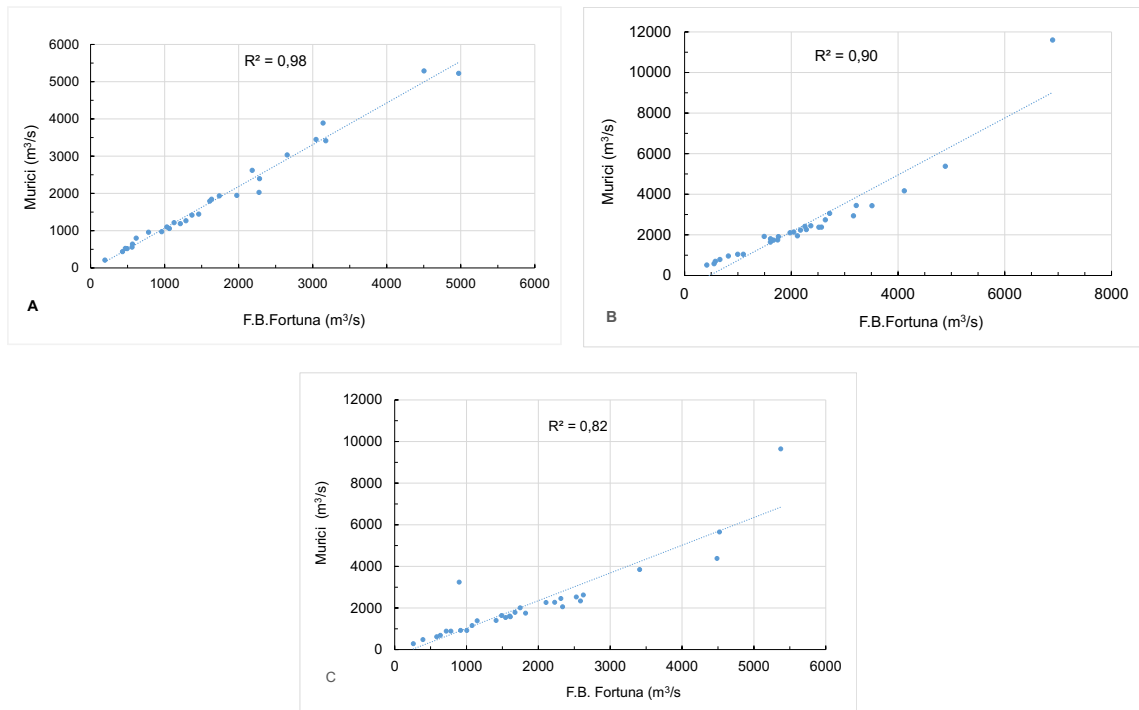 R² = 0,98
6000
5000
4000
3000
2000
1000
0
Murici (m³/s)
0 1000 2000 3000 4000 5000 6000
A
F.B.Fortuna (m³/s)
R² = 0,90
12000
10000
8000
6000
4000
2000
0
Murici (m³/s)
0 2000 4000 6000 8000
B
F.B.Fortuna (m³/s)
R² = 0,82
12000
10000
8000
6000
4000
2000
0
Murici (m³/s)
0 1000 2000 3000 4000 5000 6000
C
F.B. Fortuna (m³/s